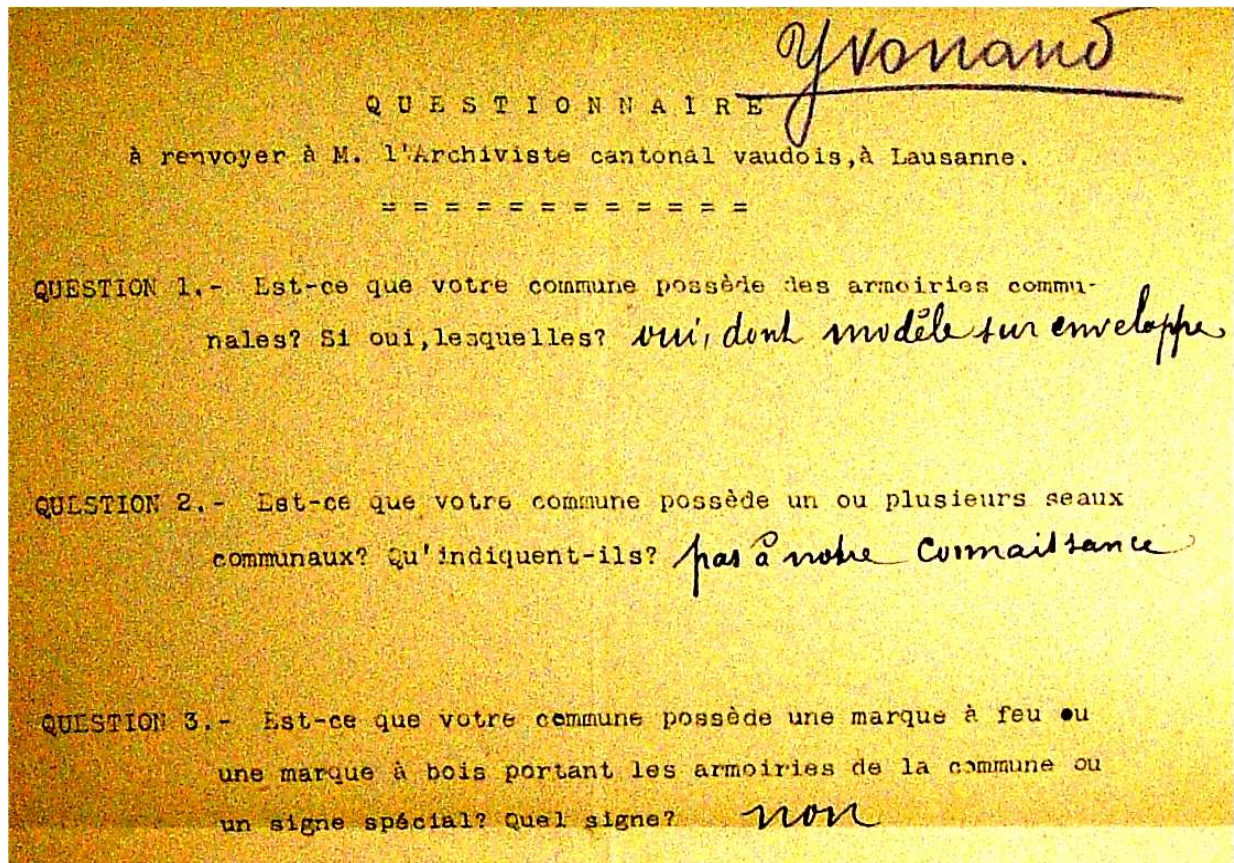 Yvonand
QUESTIONNAIRE
à renvoyer à M. l'Archiviste cantonal vaudois,à Lausanne.
= = = = = = = = = = = =
QUESTION 1.- Est-ce que votre commune possède des armoiries commu-
nales? Si oui,lesquelles? oui, dont modèle sur enveloppe
QUESTION 2.- Est-ce que votre commune possède un ou plusieurs seaux
communaux? Qu'indiquent-ils? pas à notre connaissance
QUESTION 3.- Est-ce que votre commune possède une marque à feu ou
une marque à bois portant les armoiries de la commune ou
un signe spécial? Quel signe? non